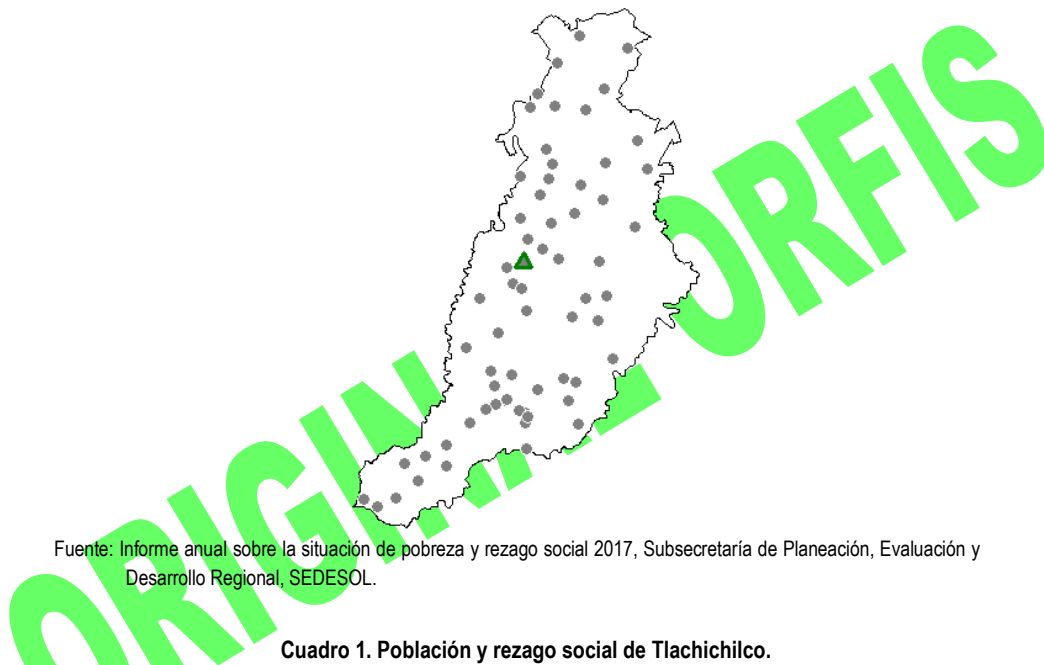 ORIGINAL ORFIS
Fuente: Informe anual sobre la situación de pobreza y rezago social 2017, Subsecretaría de Planeación, Evaluación y
Desarrollo Regional, SEDESOL.
Cuadro 1. Población y rezago social de Tlachichilco.